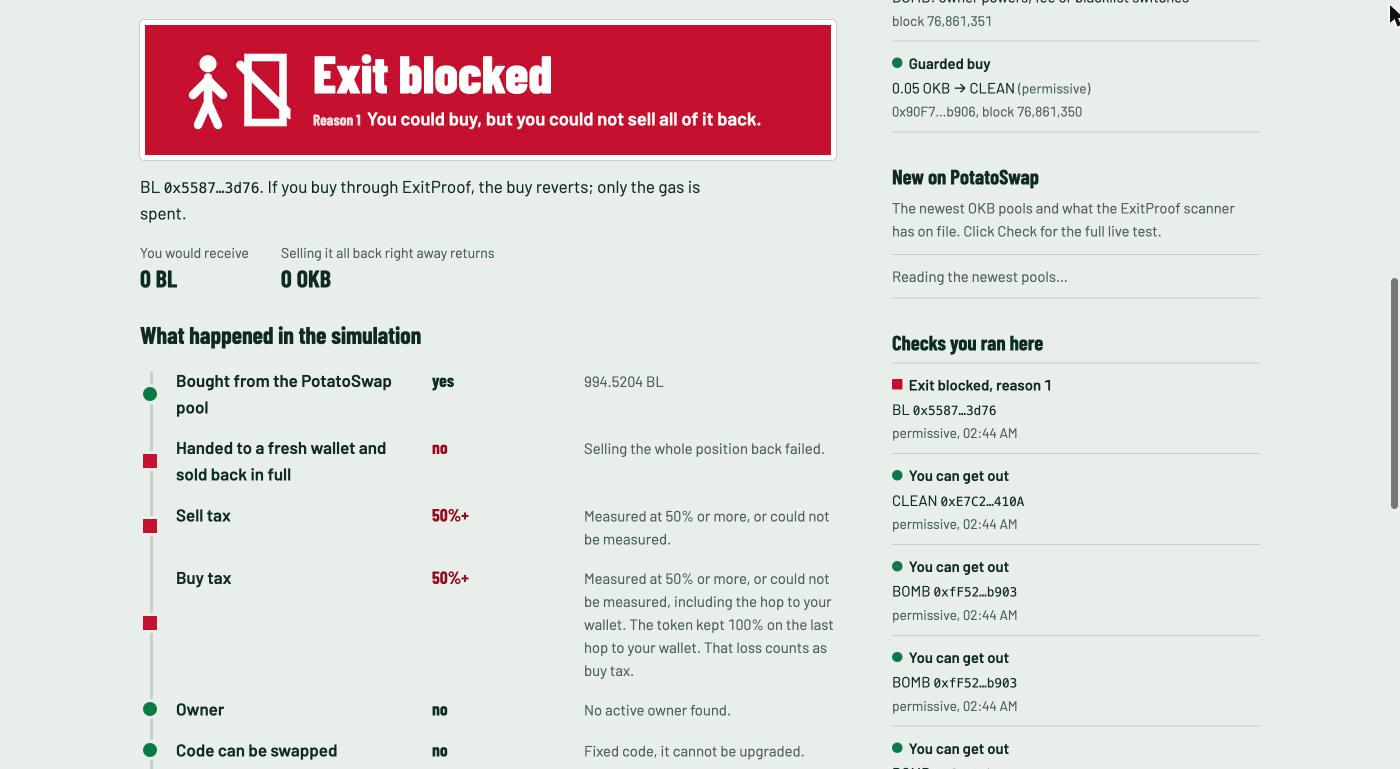 Exit blocked
Reason 1 You could buy, but you could not sell all of it back.
BL 0x5587…3d76. If you buy through ExitProof, the buy reverts; only the gas is
spent.
You would receive
0 BL
Selling it all back right away returns
0 OKB
What happened in the simulation
Bought from the PotatoSwap
pool
yes
994.5204 BL
Handed to a fresh wallet and
sold back in full
no
Selling the whole position back failed.
Sell tax
50%+
Measured at 50% or more, or could not
be measured.
Buy tax
50%+
Measured at 50% or more, or could not
be measured, including the hop to your
wallet. The token kept 100% on the last
hop to your wallet. That loss counts as
buy tax.
Owner
no
No active owner found.
Code can be swapped
no
Fixed code, it cannot be upgraded.
block 76,861,351
Guarded buy
0.05 OKB → CLEAN (permissive)
0x90F7…b906, block 76,861,350
New on PotatoSwap
The newest OKB pools and what the ExitProof scanner
has on file. Click Check for the full live test.
Reading the newest pools…
Checks you ran here
Exit blocked, reason 1
BL 0x5587…3d76
permissive, 02:44 AM
You can get out
CLEAN 0xE7C2…410A
permissive, 02:44 AM
You can get out
BOMB 0xfF52…b903
permissive, 02:44 AM
You can get out
BOMB 0xfF52…b903
permissive, 02:44 AM
You can get out